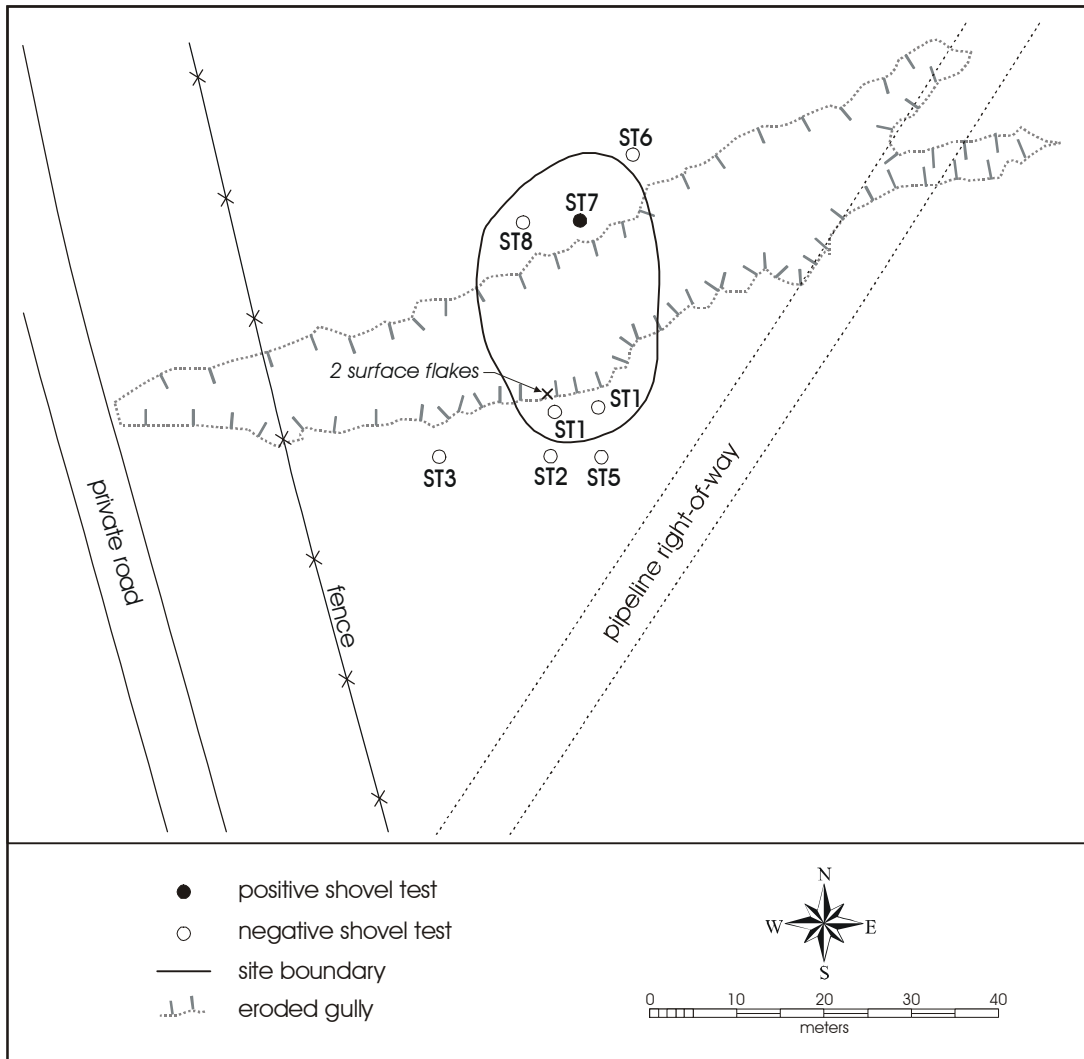 ST6
ST7
ST8
2 surface flakes
ST1
ST1
ST3
ST2
ST5
private road
fence
pipeline right-of-way
positive shovel test
negative shovel test
site boundary
eroded gully
N
W
E
S
0
10
20
30
40
meters